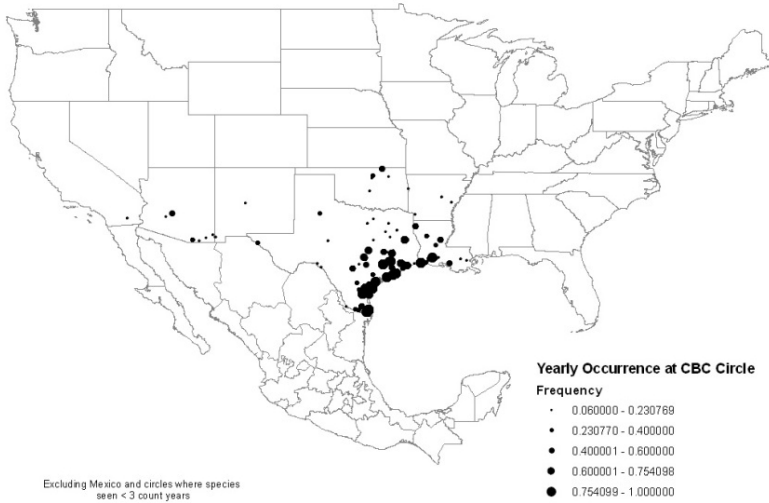 Yearly Occurrence at CBC Circle
Frequency
0.060000 - 0.230769
0.230770 - 0.400000
0.400001 - 0.600000
0.600001 - 0.754098
0.754099 - 1.000000
Excluding Mexico and circles where species
seen < 3 count years